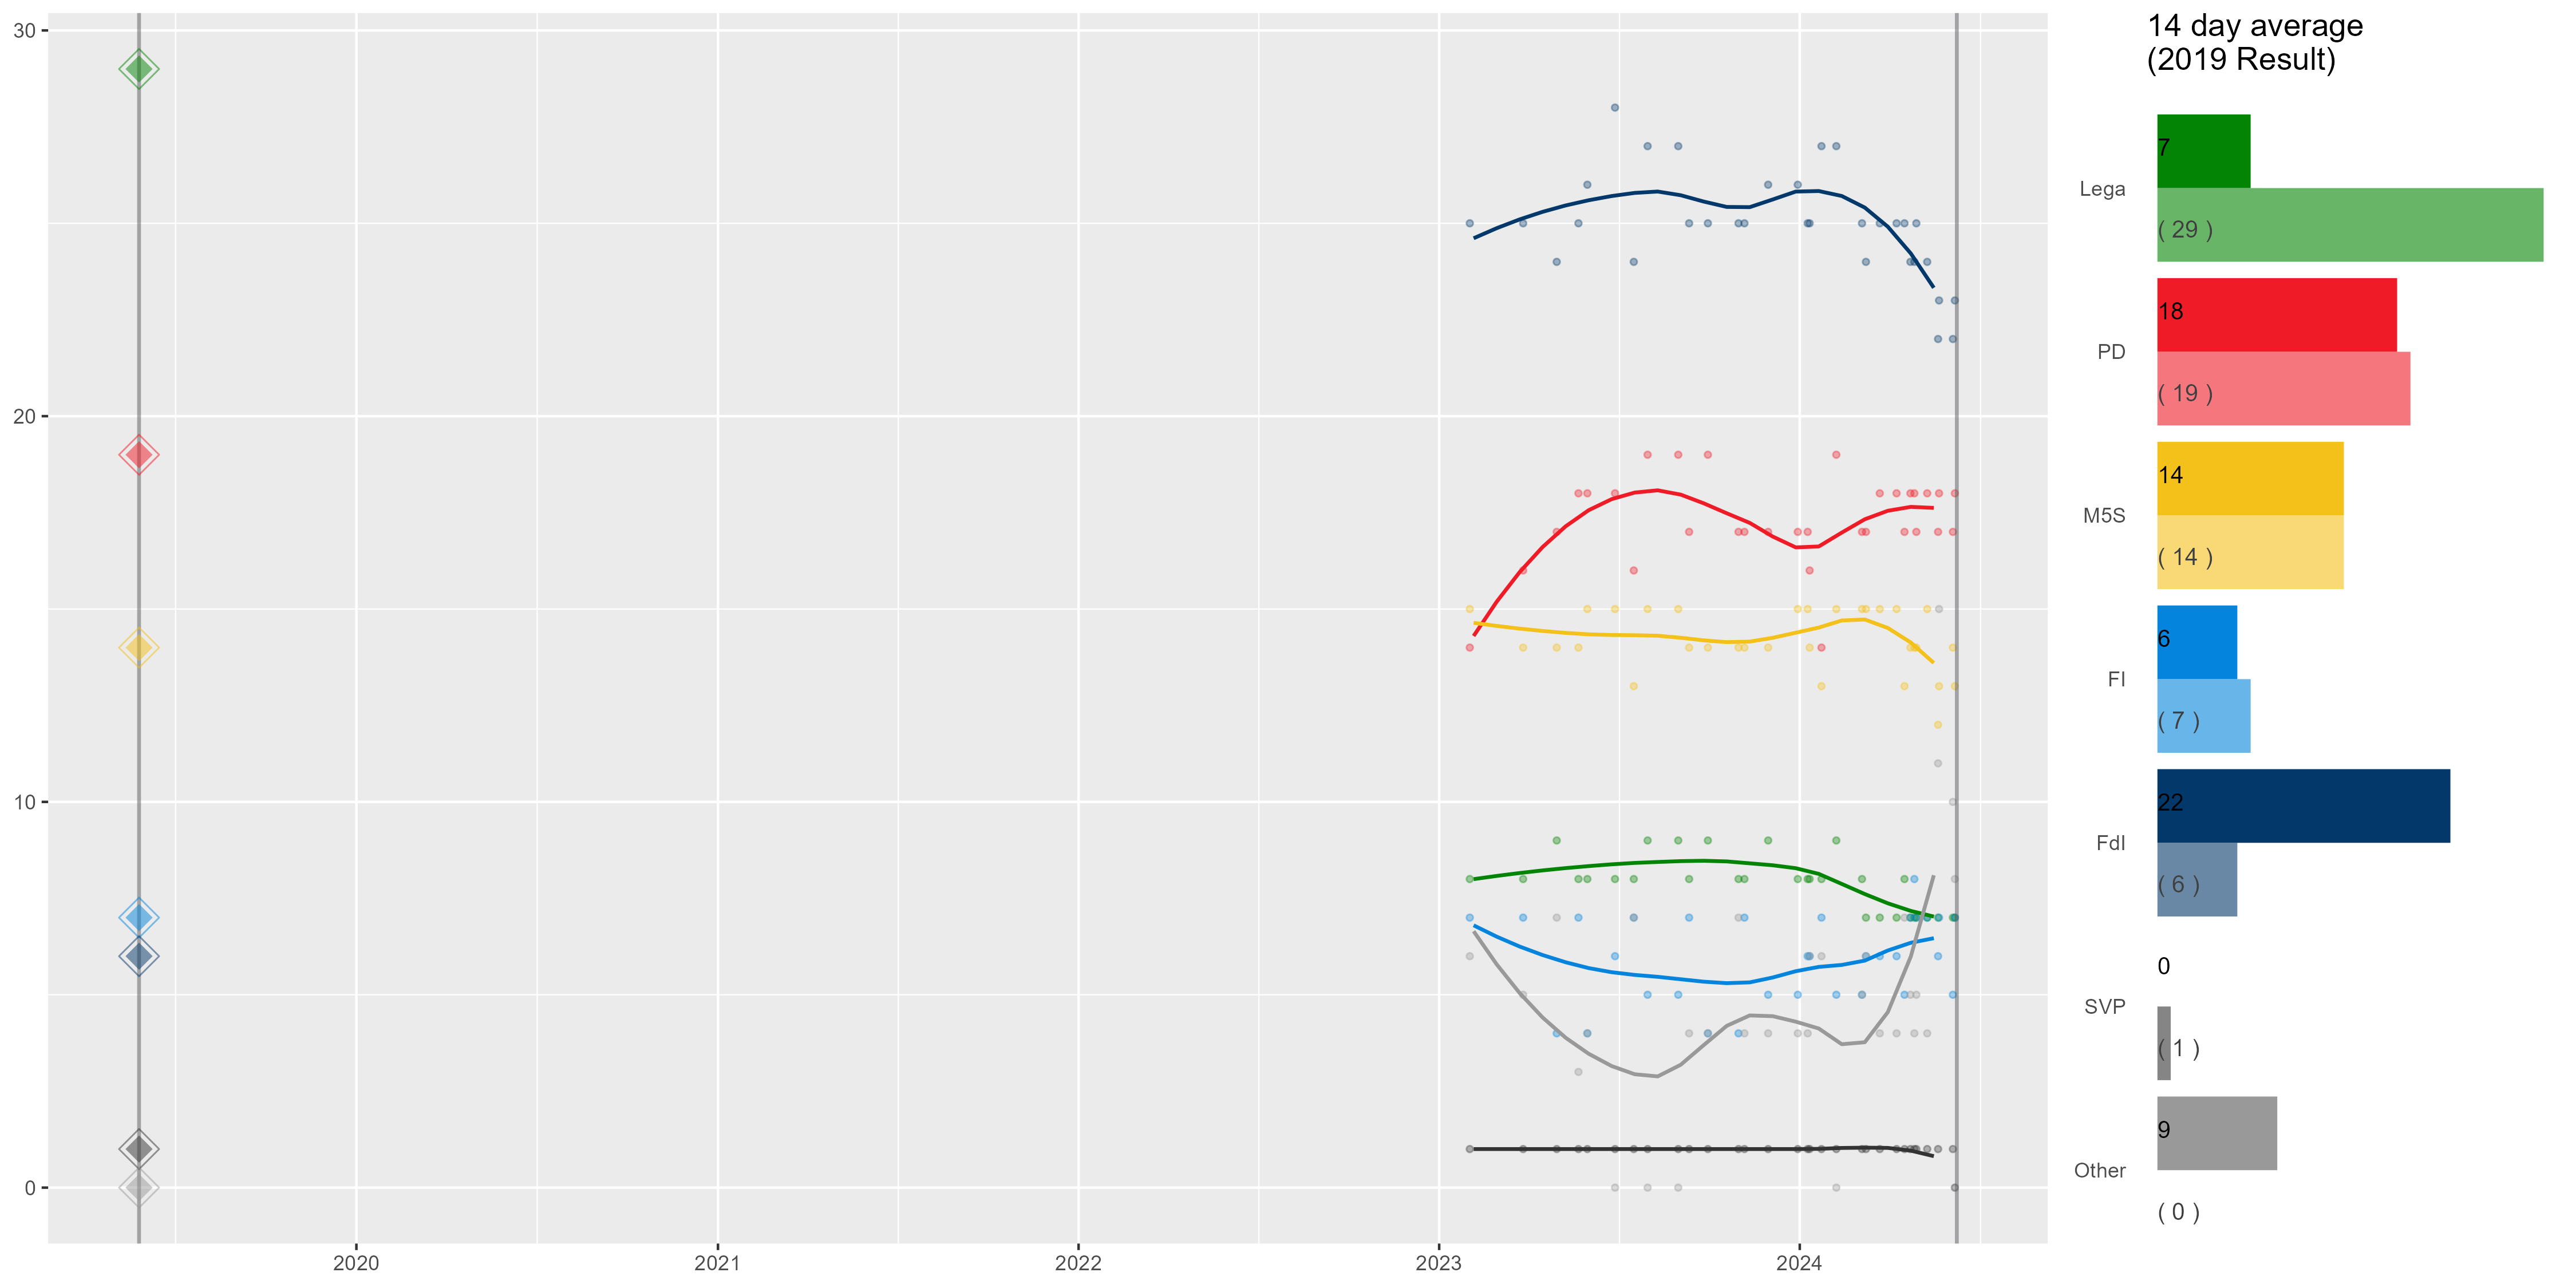 30
20
10
0
2020
2021
2022
2023
2024
14 day average
(2019 Result)
Lega
7
( 29 )
PD
18
( 19 )
M5S
14
( 14 )
FI
6
( 7 )
FdI
22
( 6 )
SVP
0
( 1 )
Other
9
( 0 )